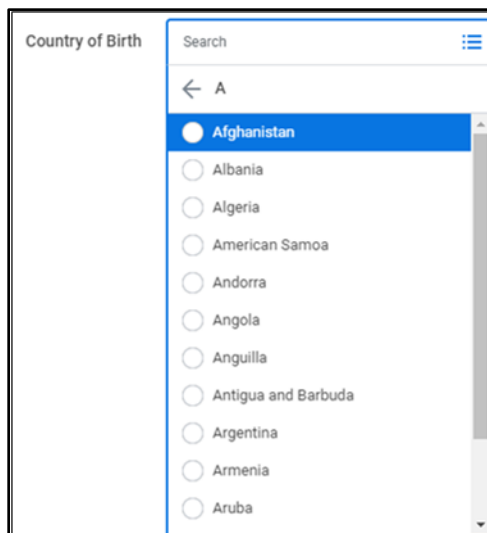 Country of Birth
Search
A
Afghanistan
Albania
Algeria
American Samoa
Andorra
Angola
Anguilla
Antigua and Barbuda
Argentina
Armenia
Aruba